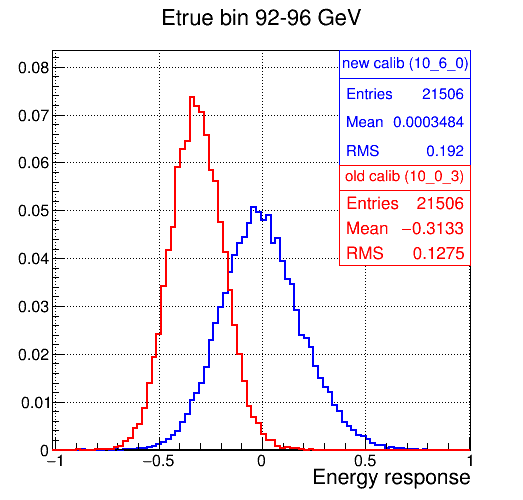 Etrue bin 92-96 GeV
new calib (10_6_0)
Entries 21506
Mean 0.0003484
RMS 0.192
old calib (10_0_3)
Entries 21506
Mean −0.3133
RMS 0.1275
0.08
0.07
0.06
0.05
0.04
0.03
0.02
0.01
0
−1 −0.5 0 0.5 1
Energy response